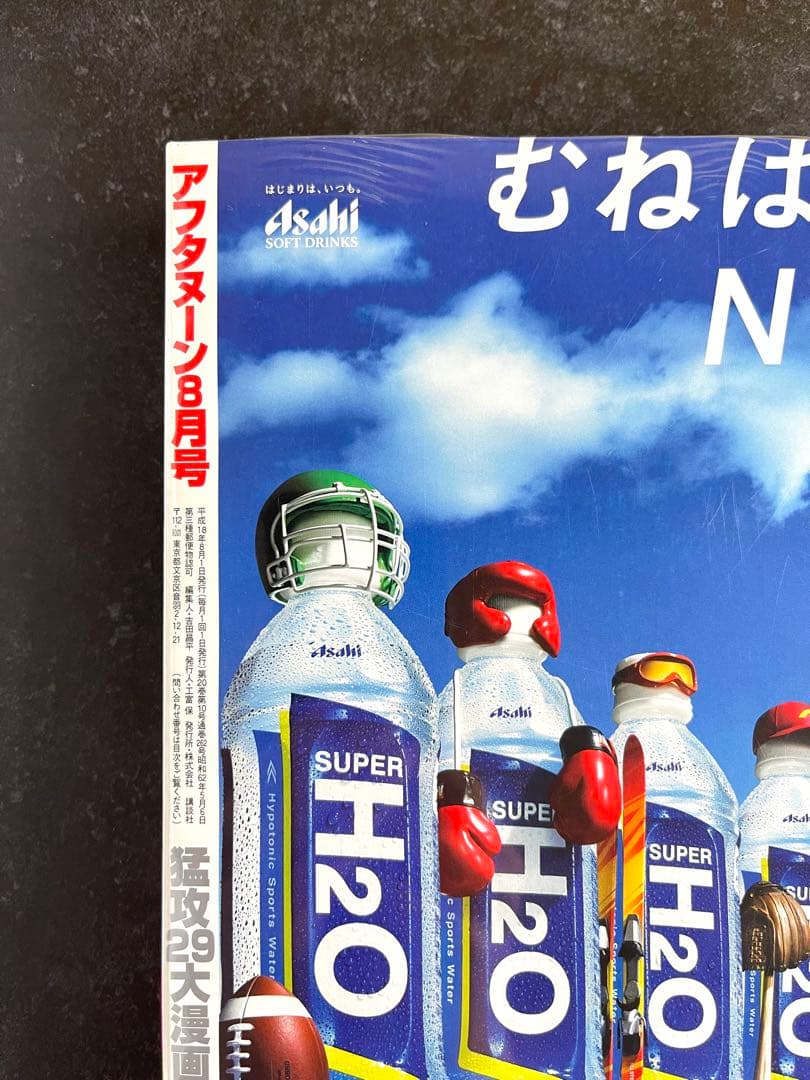 アフタヌーン8月号
平成18年8月1日発行(毎月1回1日発行)第20巻第10号通巻262号昭和62年5月6日
第三種郵便物認可 編集人・吉田昌平 発行人・工富 保 発行所・株式会社 講談社
〒112-8001 東京都文京区音羽2-12-21 (問い合わせ番号は目次をご覧ください)
猛攻29大漫画
はじまりは、いつも。
Asahi
SOFT DRINKS
むねは
N
Asahi
SUPER
H2O
Hypotonic Sports Water
Asahi
SUPER
H2O
Sports Water
Asahi
SUPER
H2O
Sports Water
Asahi
Sports Water